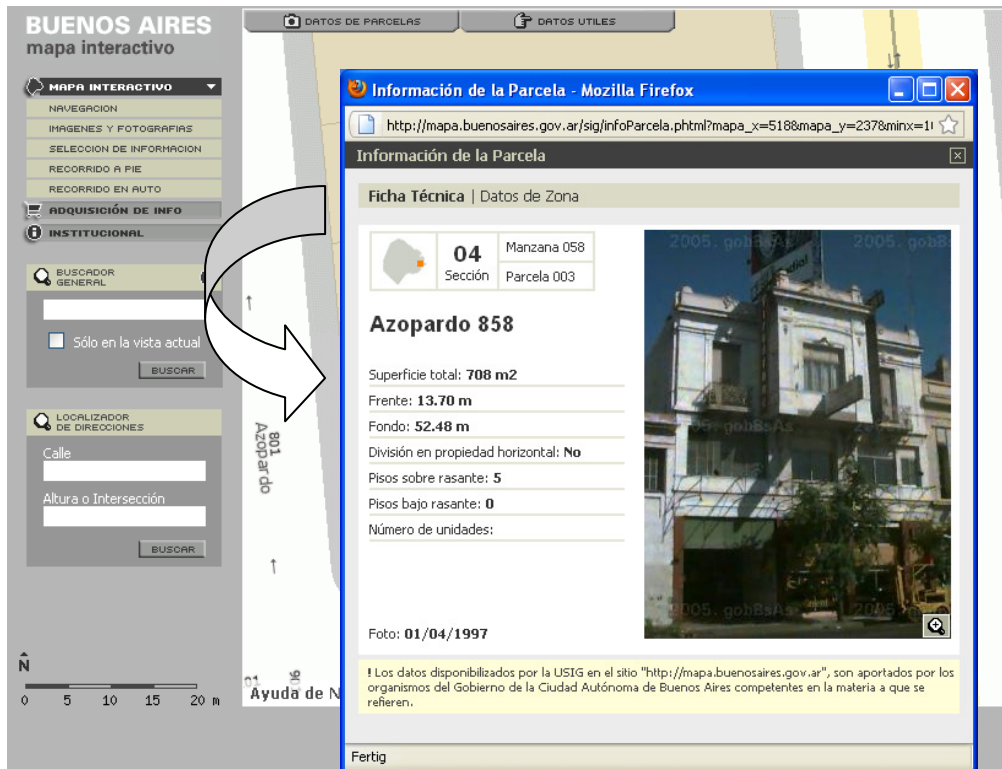 BUENOS AIRES
mapa interactivo
DATOS DE PARCELAS
DATOS UTILES
MAPA INTERACTIVO
NAVEGACION
IMAGENES Y FOTOGRAFIAS
SELECCION DE INFORMACION
RECORRIDO A PIE
RECORRIDO EN AUTO
ADQUISICIÓN DE INFO
INSTITUCIONAL
BUSCADOR
GENERAL
Sólo en la vista actual
BUSCAR
LOCALIZADOR
DE DIRECCIONES
Calle
Altura o Intersección
BUSCAR
N
0 5 10 15 20 m
801
Azopardo
Ayuda de N
Información de la Parcela - Mozilla Firefox
http://mapa.buenosaires.gov.ar/sig/infoParcela.phtml?mapa_x=518&mapa_y=237&minx=1
Información de la Parcela
Ficha Técnica | Datos de Zona
04
Sección
Manzana 058
Parcela 003
Azopardo 858
Superficie total: 708 m2
Frente: 13.70 m
Fondo: 52.48 m
División en propiedad horizontal: No
Pisos sobre rasante: 5
Pisos bajo rasante: 0
Número de unidades:
Foto: 01/04/1997
2005. gobBsAs
2005. gobBs
2005. gobBsAs
2005
! Los datos disponibilizados por la USIG en el sitio "http://mapa.buenosaires.gov.ar", son aportados por los
organismos del Gobierno de la Ciudad Autónoma de Buenos Aires competentes en la materia a que se
refieren.
Fertig